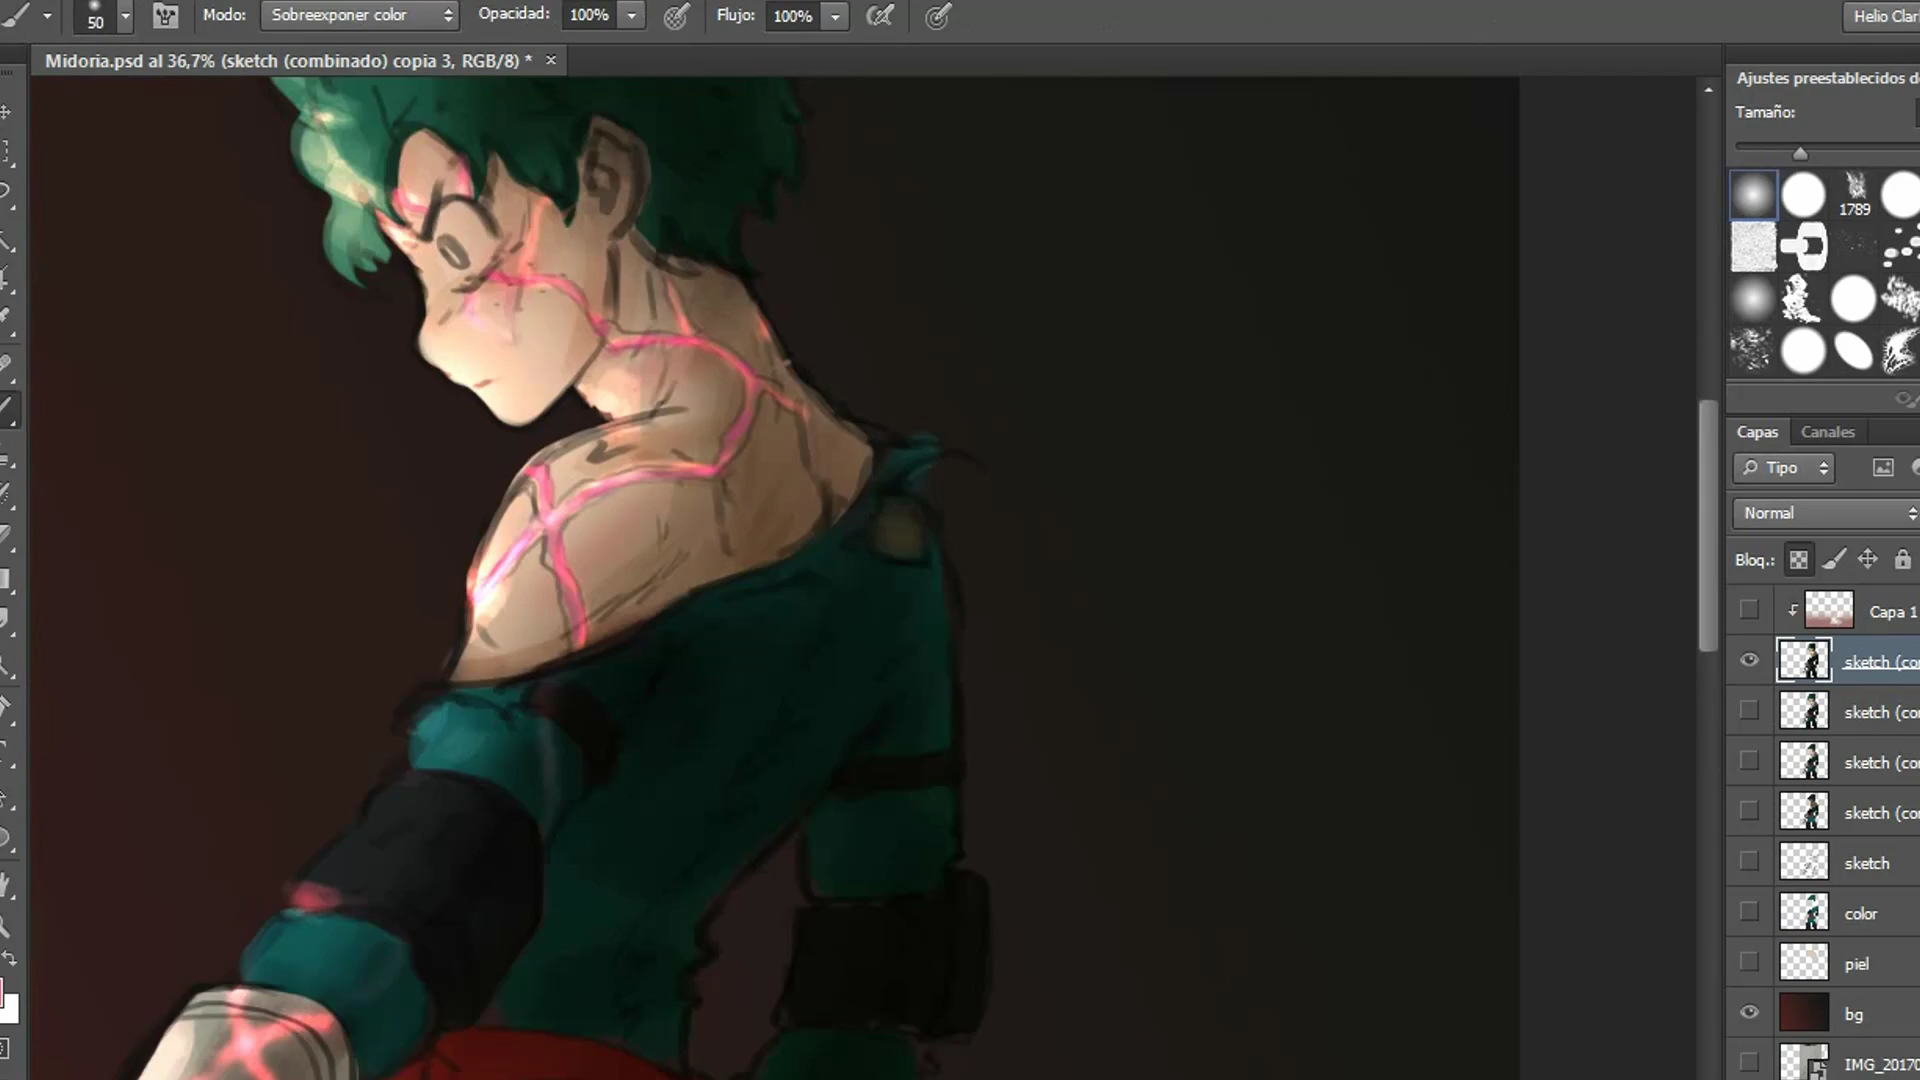 50
Modo:
Sobreexponer color
Opacidad:
100%
Flujo:
100%
Helio Clar
Midoria.psd al 36,7% (sketch (combinado) copia 3, RGB/8) *
Ajustes preestablecidos d
Tamaño:
1789
Capas
Canales
Tipo
Normal
Bloq.:
Capa 1
sketch (co
sketch (co
sketch (co
sketch (co
sketch
color
piel
bg
IMG_2017